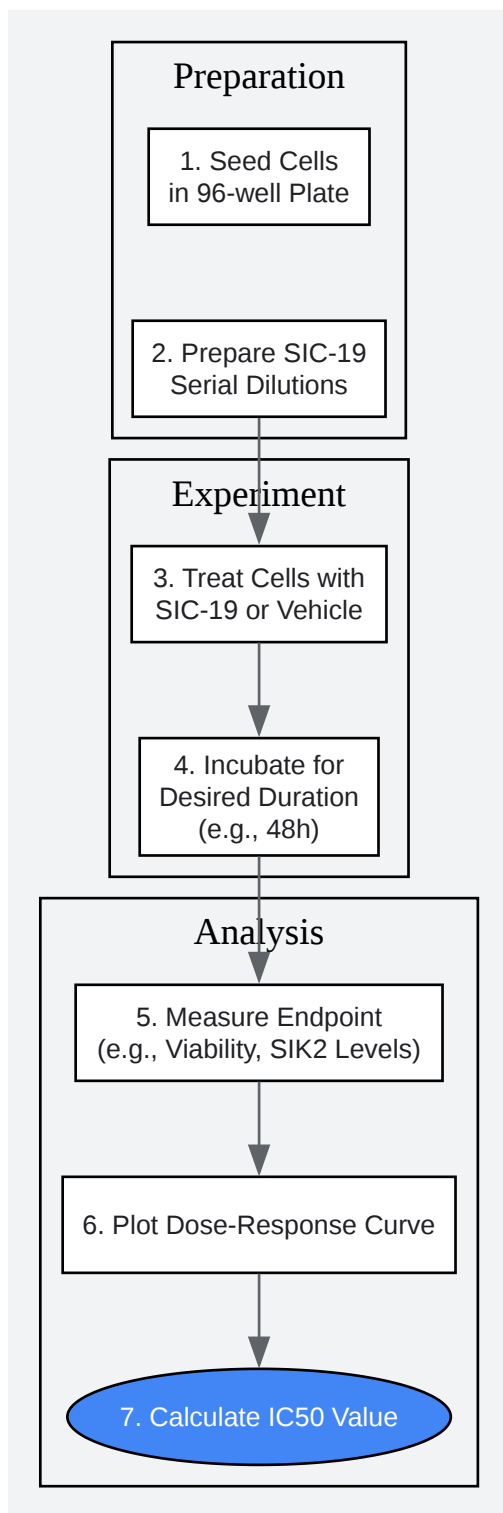 Preparation
1. Seed Cells
in 96-well Plate
2. Prepare SIC-19
Serial Dilutions
Experiment
3. Treat Cells with
SIC-19 or Vehicle
4. Incubate for
Desired Duration
(e.g., 48h)
Analysis
5. Measure Endpoint
(e.g., Viability, SIK2 Levels)
6. Plot Dose-Response Curve
7. Calculate IC50 Value